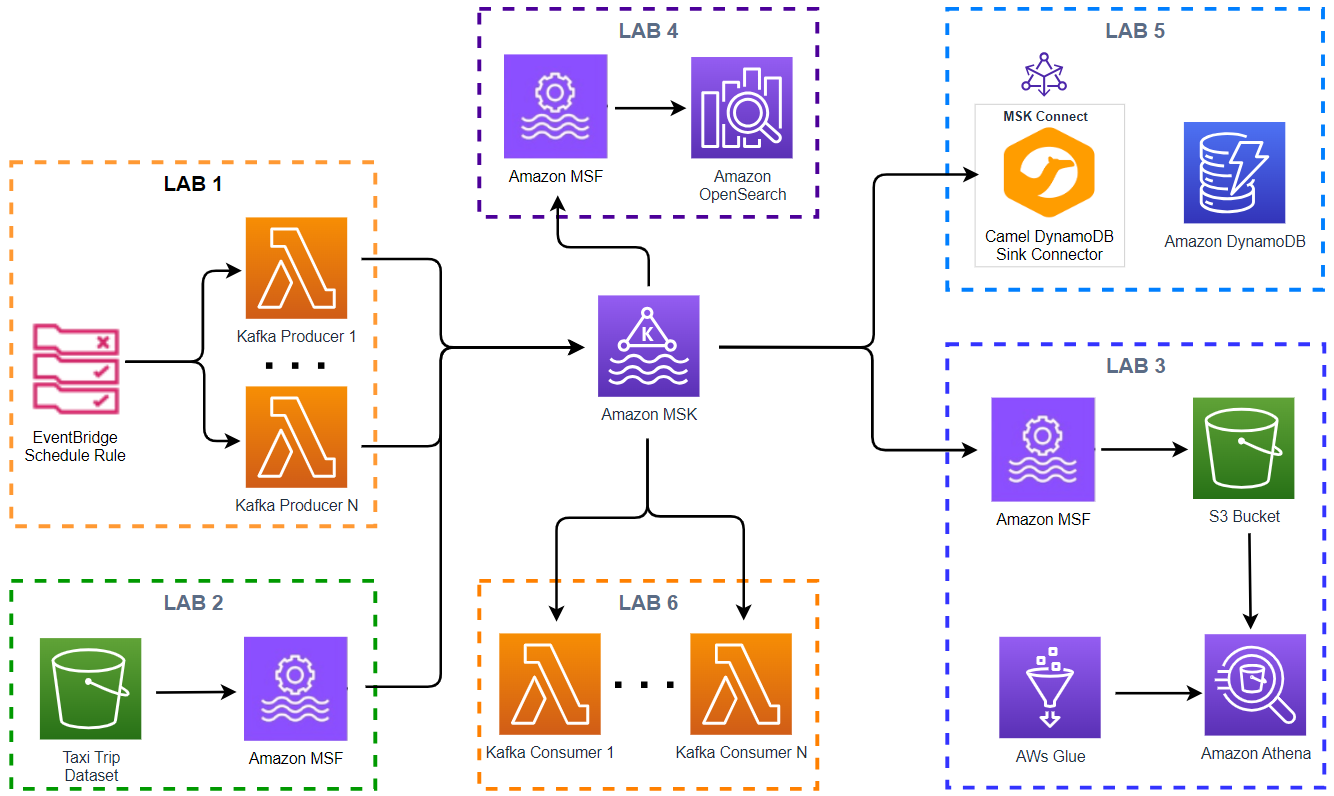 LAB 1
EventBridge
Schedule Rule
Kafka Producer 1
Kafka Producer N
LAB 2
Taxi Trip
Dataset
Amazon MSF
LAB 4
Amazon MSF
Amazon
OpenSearch
K
Amazon MSK
LAB 6
Kafka Consumer 1
Kafka Consumer N
LAB 5
MSK Connect
Camel DynamoDB
Sink Connector
Amazon DynamoDB
LAB 3
Amazon MSF
S3 Bucket
AWs Glue
Amazon Athena